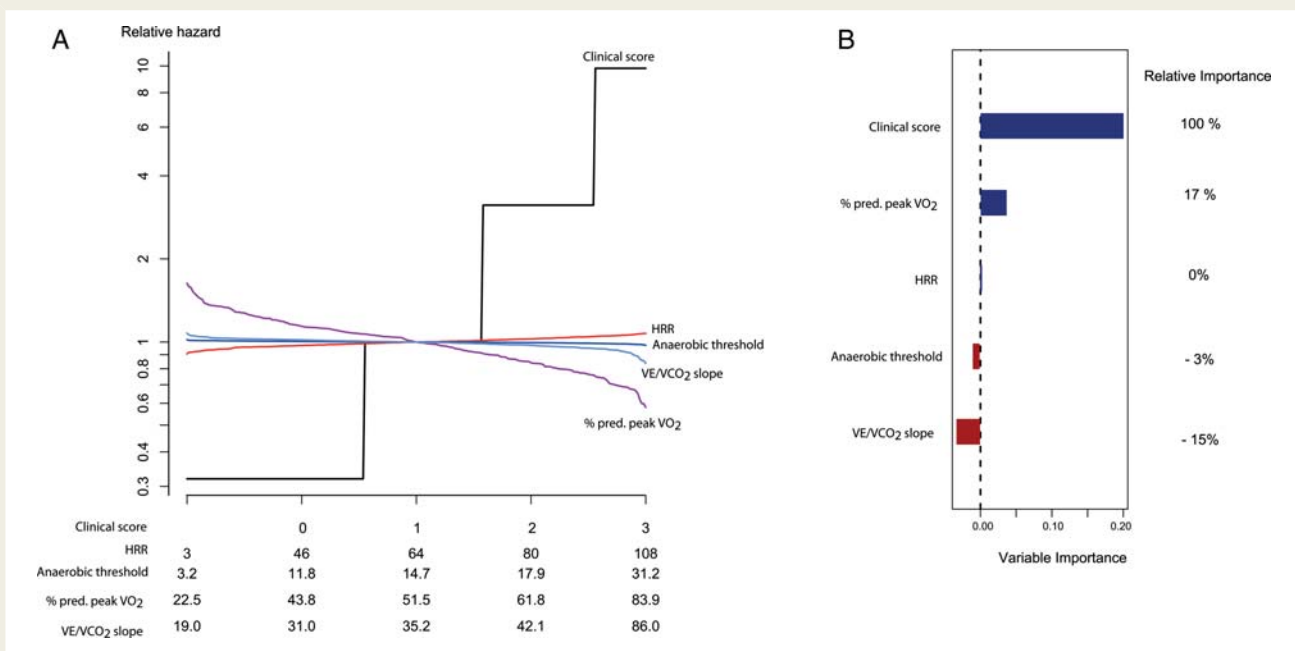 A
Relative hazard
10
8
6
4
2
1
0.8
0.6
0.4
0.3
Clinical score
HRR
Anaerobic threshold
VE/VCO₂ slope
% pred. peak VO₂
Clinical score 0 1 2 3
HRR 3 46 64 80 108
Anaerobic threshold 3.2 11.8 14.7 17.9 31.2
% pred. peak VO₂ 22.5 43.8 51.5 61.8 83.9
VE/VCO₂ slope 19.0 31.0 35.2 42.1 86.0
B
Relative Importance
Clinical score 100 %
% pred. peak VO₂ 17 %
HRR 0%
Anaerobic threshold - 3%
VE/VCO₂ slope - 15%
0.00 0.10 0.20
Variable Importance